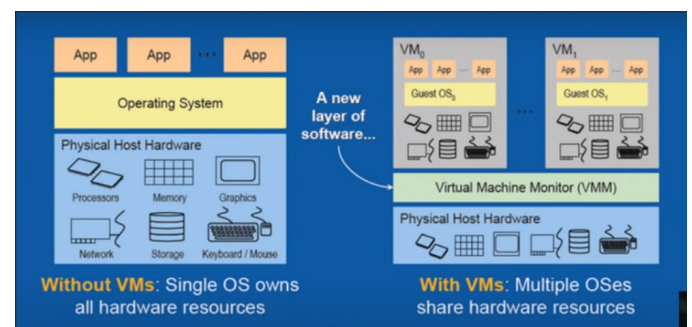 App App ... App
Operating System
Physical Host Hardware
Processors Memory Graphics
Network Storage Keyboard / Mouse
Without VMs: Single OS owns
all hardware resources
A new
layer of
software...
VM0
App App ... App
Guest OS0
...
VM1
App App ... App
Guest OS1
Virtual Machine Monitor (VMM)
Physical Host Hardware
With VMs: Multiple OSes
share hardware resources